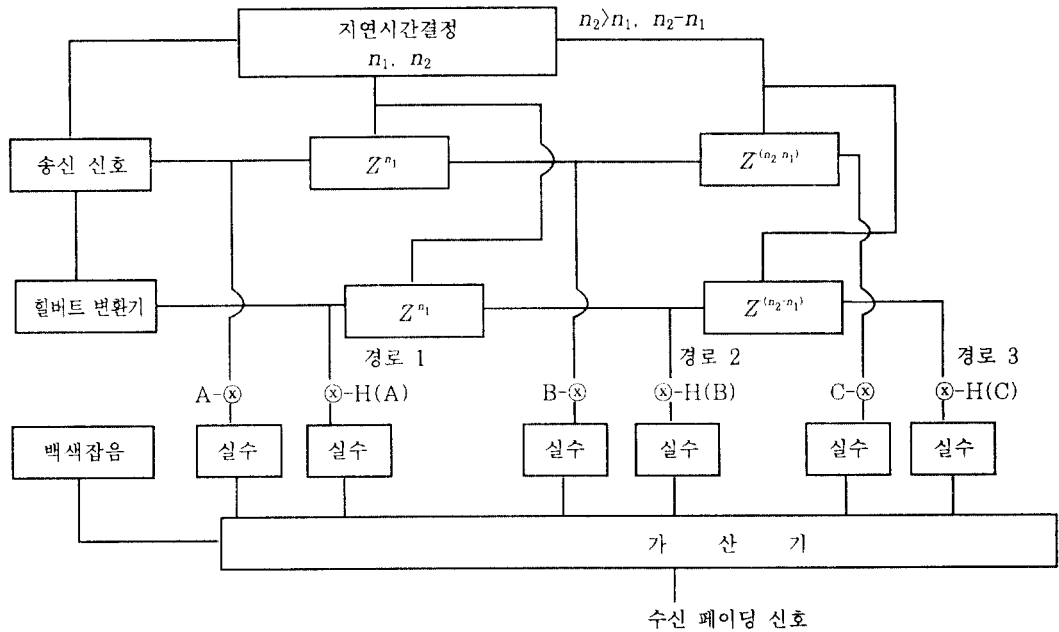 지연시간결정
n₁, n₂
n₂>n₁, n₂-n₁
송신 신호
Z^n₁
Z^(n₂ n₁)
힐버트 변환기
Z^n₁
Z^(n₂-n₁)
경로 1
경로 2
경로 3
A-ⓧ
ⓧ-H(A)
B-ⓧ
ⓧ-H(B)
C-ⓧ
ⓧ-H(C)
백색잡음
실수
실수
실수
실수
실수
실수
가 산 기
수신 페이딩 신호